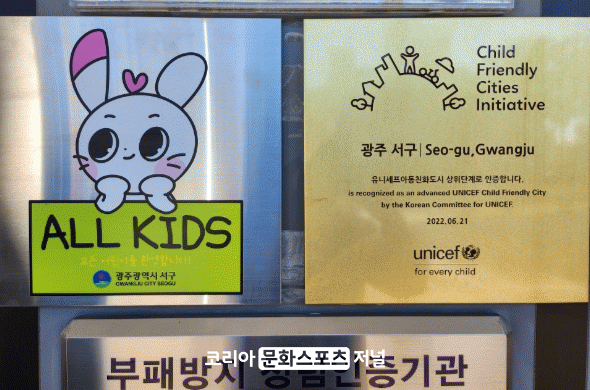 ALL KIDS
광주광역시 서구
GWANGJU CITY SEOGU
Child
Friendly
Cities
Initiative
광주 서구 | Seo-gu, Gwangju
유니세프아동친화도시 상위단계로 인증합니다.
is recognized as an advanced UNICEF Child Friendly City
by the Korean Committee for UNICEF.
2022.06.21
unicef
for every child
부패방지
인증기관
코리아 문화스포츠 저널